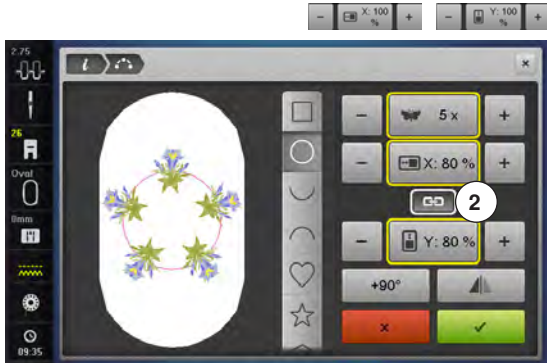 - X: 100 % + - Y: 100 % +
2.75
i ×
- 5 x +
26
- X: 80 % +
Oval
2
0mm
- Y: 80 % +
+90°
× ✓
09:35